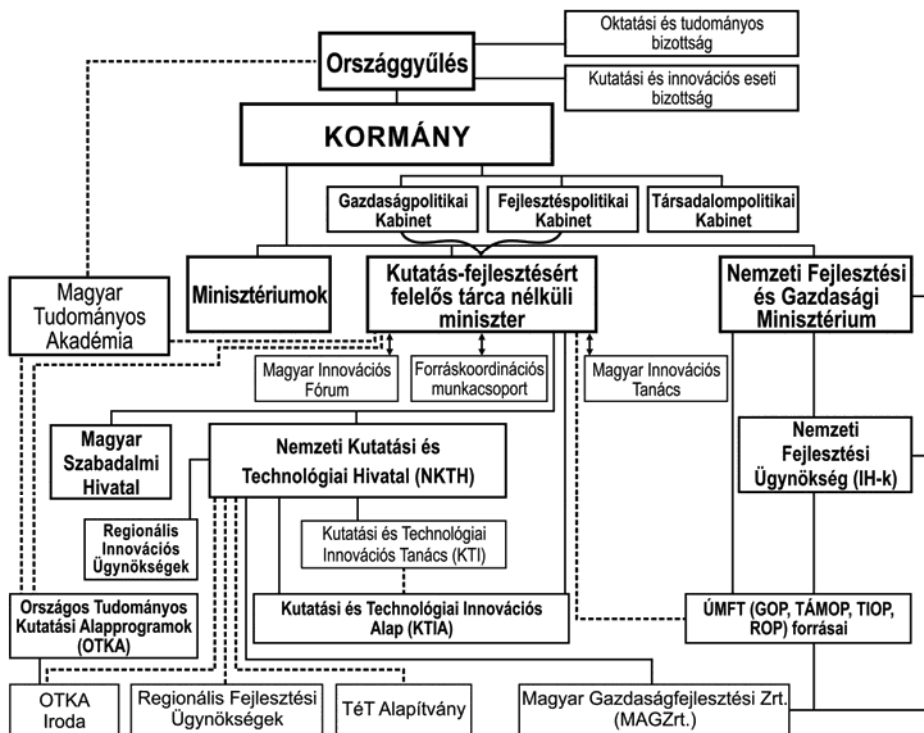 Oktatási és tudományos
bizottság
Országgyűlés
Kutatási és innovációs eseti
bizottság
KORMÁNY
Gazdaságpolitikai
Kabinet
Fejlesztéspolitikai
Kabinet
Társadalompolitikai
Kabinet
Magyar
Tudományos
Akadémia
Minisztériumok
Kutatás-fejlesztésért
felelős tárca nélküli
miniszter
Nemzeti Fejlesztési
és Gazdasági
Minisztérium
Magyar Innovációs
Fórum
Forráskoordinációs
munkacsoport
Magyar Innovációs
Tanács
Magyar
Szabadalmi
Hivatal
Nemzeti Kutatási és
Technológiai Hivatal (NKTH)
Nemzeti
Fejlesztési
Ügynökség (IH-k)
Regionális
Innovációs
Ügynökségek
Kutatási és Technológiai
Innovációs Tanács (KTI)
Országos Tudományos
Kutatási Alapprogramok
(OTKA)
Kutatási és Technológiai Innovációs
Alap (KTIA)
ÚMFT (GOP, TÁMOP, TIOP,
ROP) forrásai
OTKA
Iroda
Regionális Fejlesztési
Ügynökségek
TéT Alapítvány
Magyar Gazdaságfejlesztési Zrt.
(MAGZrt.)